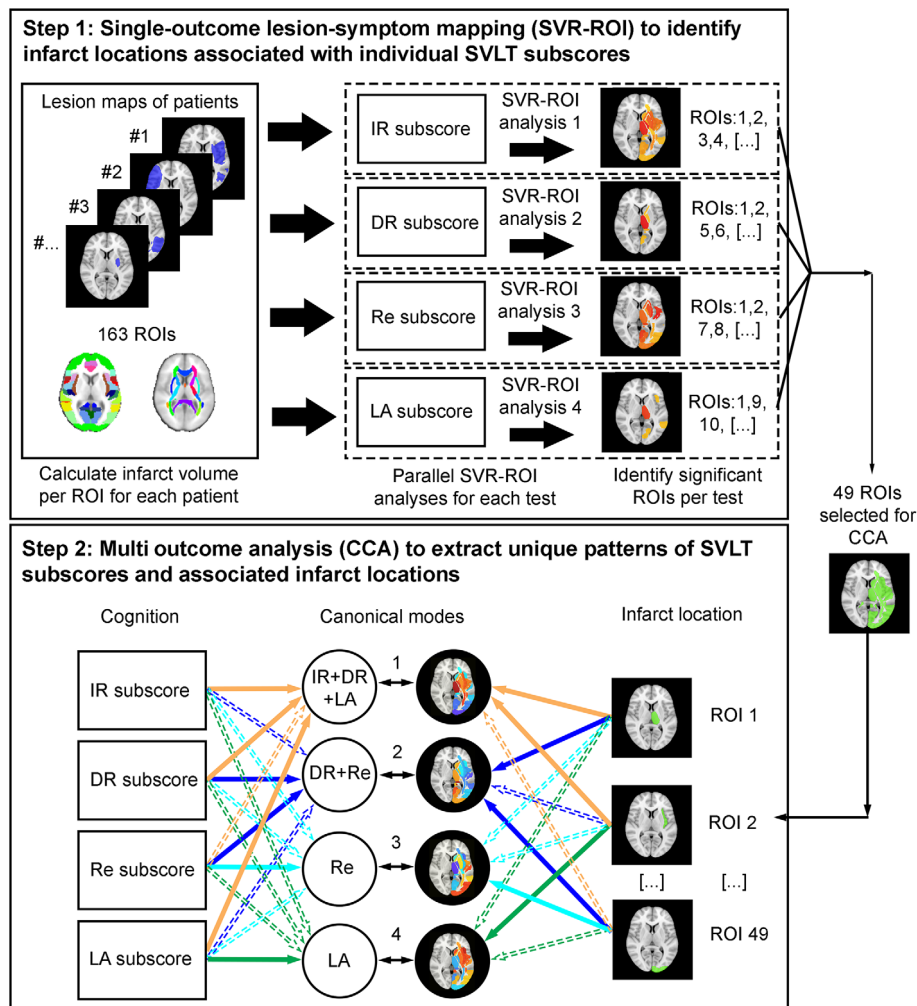 Step 1: Single-outcome lesion-symptom mapping (SVR-ROI) to identify
infarct locations associated with individual SVLT subscores
Lesion maps of patients
#1
#2
#3
#...
163 ROIs
Calculate infarct volume
per ROI for each patient
IR subscore
SVR-ROI
analysis 1
ROIs:1,2,
3,4, [...]
DR subscore
SVR-ROI
analysis 2
ROIs:1,2,
5,6, [...]
Re subscore
SVR-ROI
analysis 3
ROIs:1,2,
7,8, [...]
LA subscore
SVR-ROI
analysis 4
ROIs:1,9,
10, [...]
Parallel SVR-ROI
analyses for each test
Identify significant
ROIs per test
49 ROIs
selected for
CCA
Step 2: Multi outcome analysis (CCA) to extract unique patterns of SVLT
subscores and associated infarct locations
Cognition
Canonical modes
Infarct location
IR subscore
DR subscore
Re subscore
LA subscore
IR+DR
+LA
1
DR+Re
2
Re
3
LA
4
ROI 1
ROI 2
[...]
[...]
ROI 49